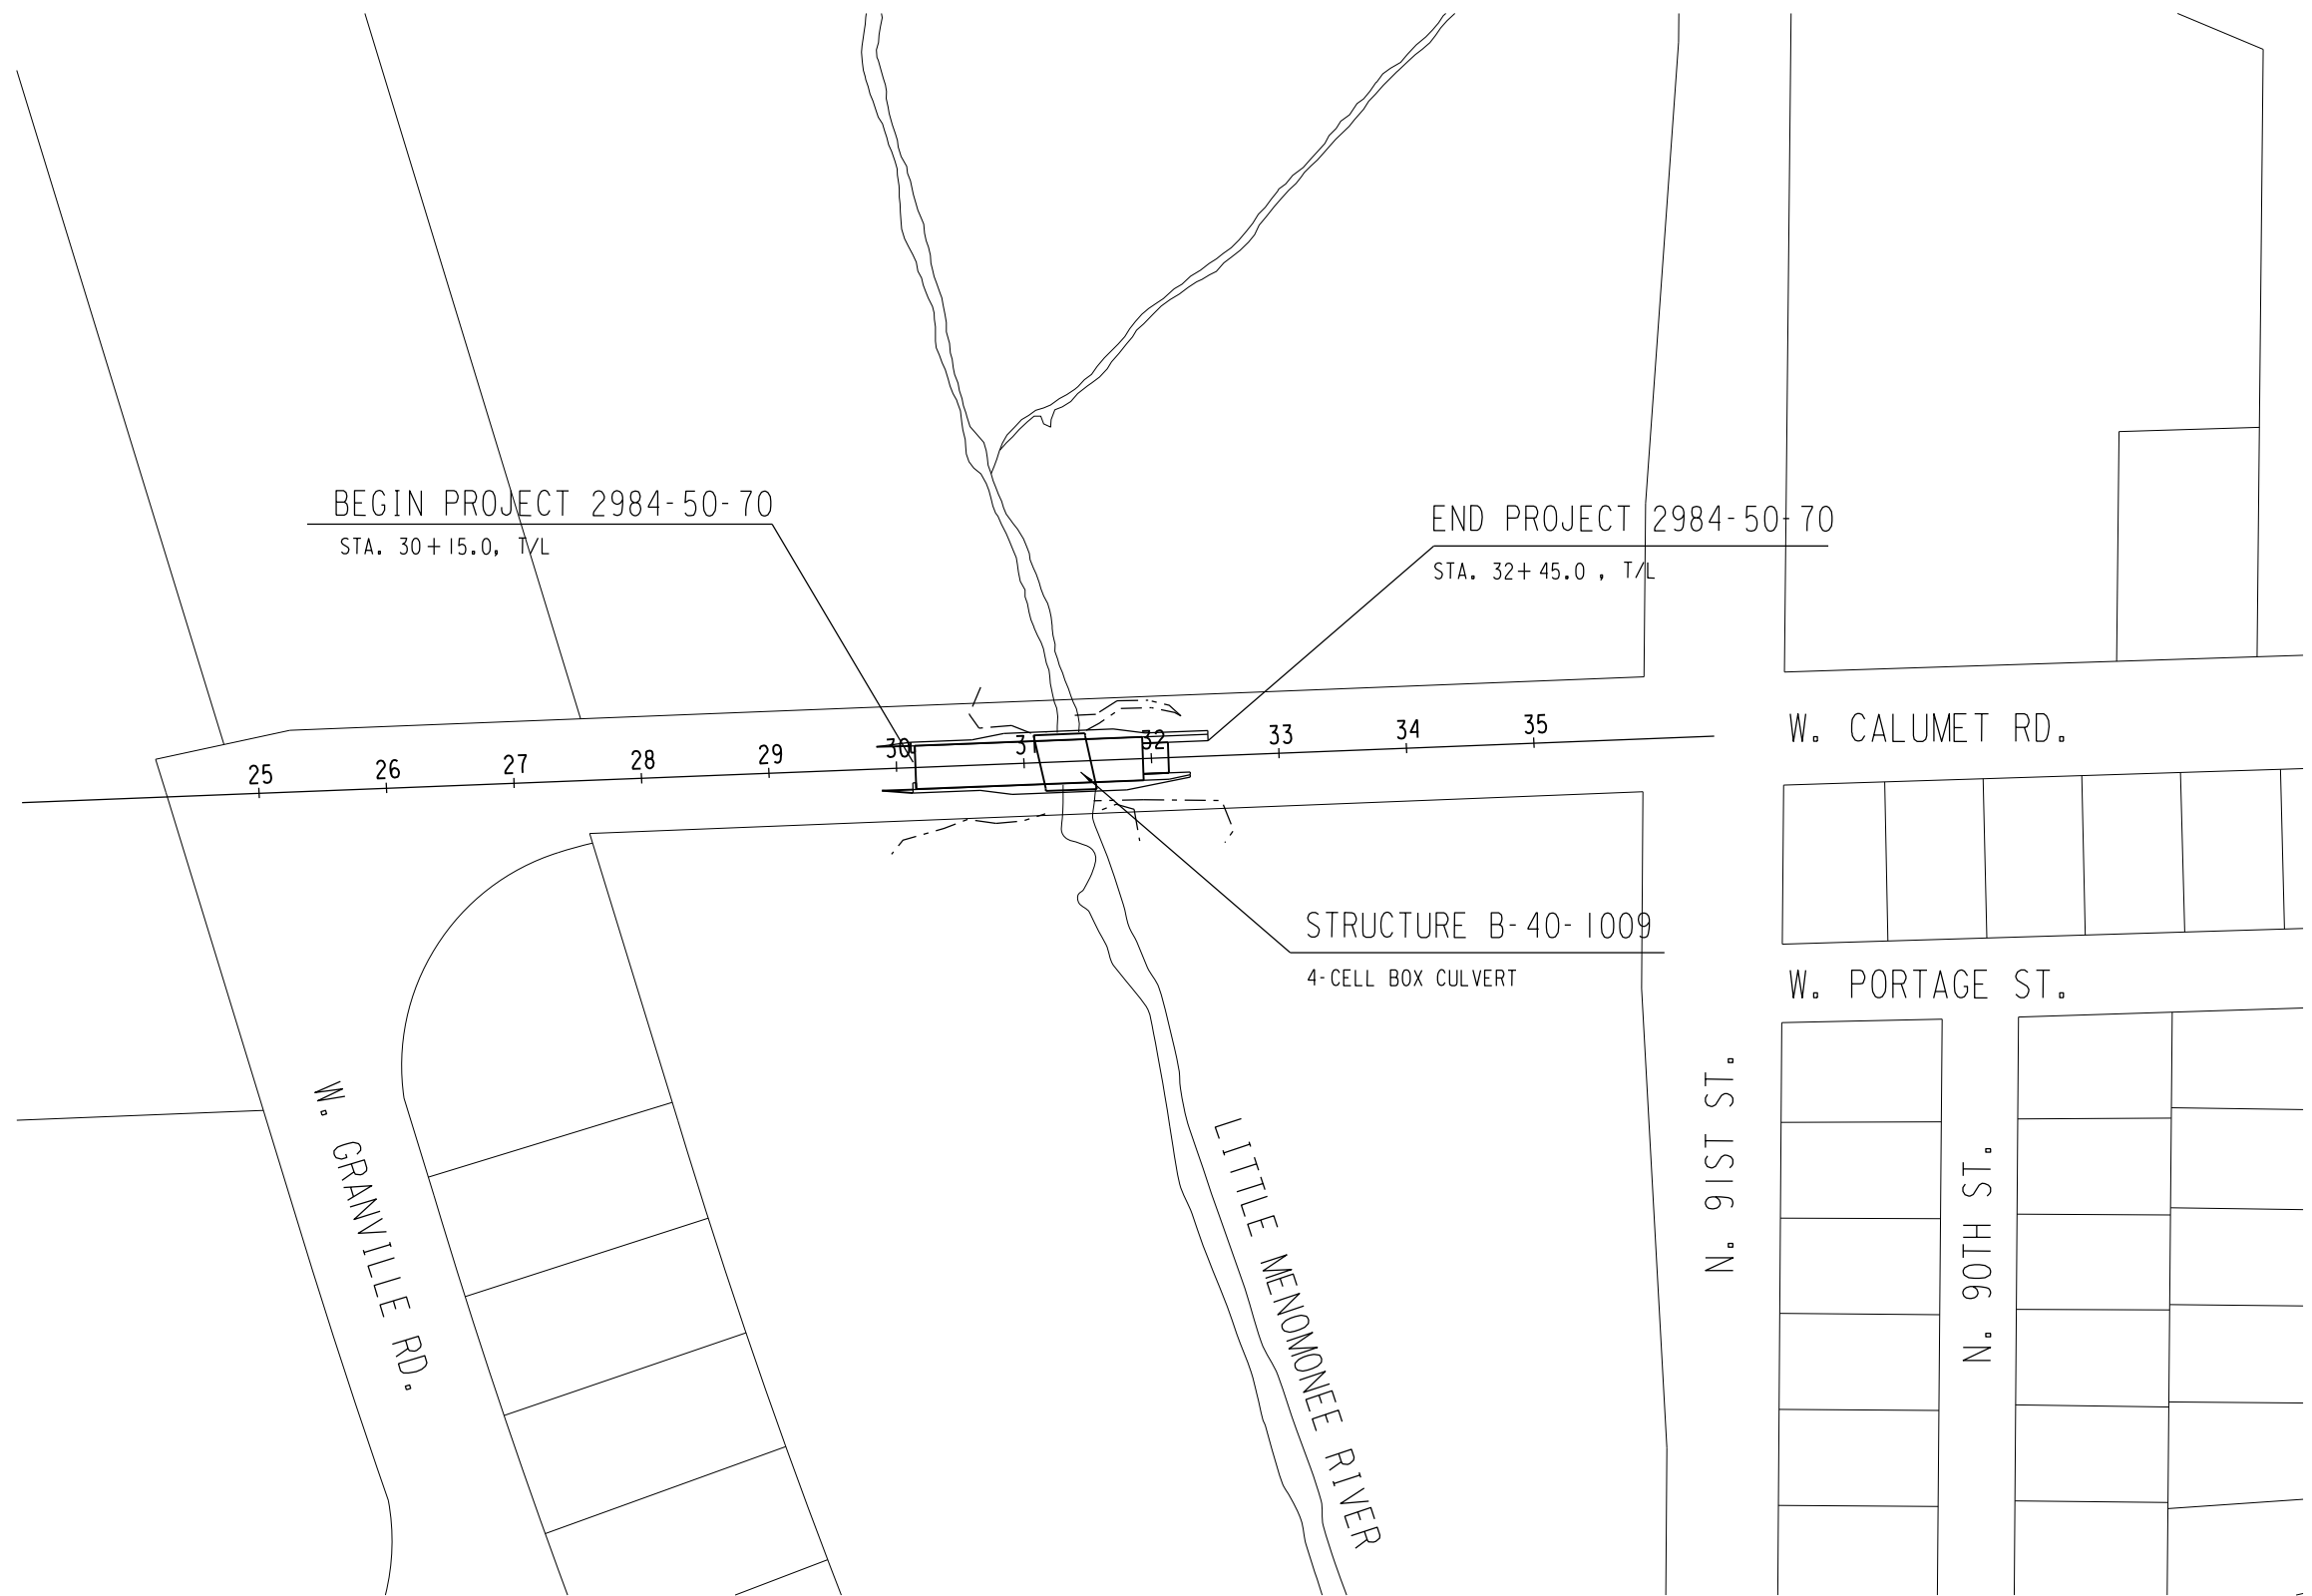 BEGIN PROJECT 2984-50-70
STA. 30+15.0, T/L
END PROJECT 2984-50-70
STA. 32+45.0 , T/L
25 26 27 28 29 30 31 32 33 34 35
W. CALUMET RD.
STRUCTURE B-40-1009
4-CELL BOX CULVERT
W. PORTAGE ST.
W. GRANVILLE RD.
LITTLE MENOMONEE RIVER
N. 91ST ST.
N. 90TH ST.